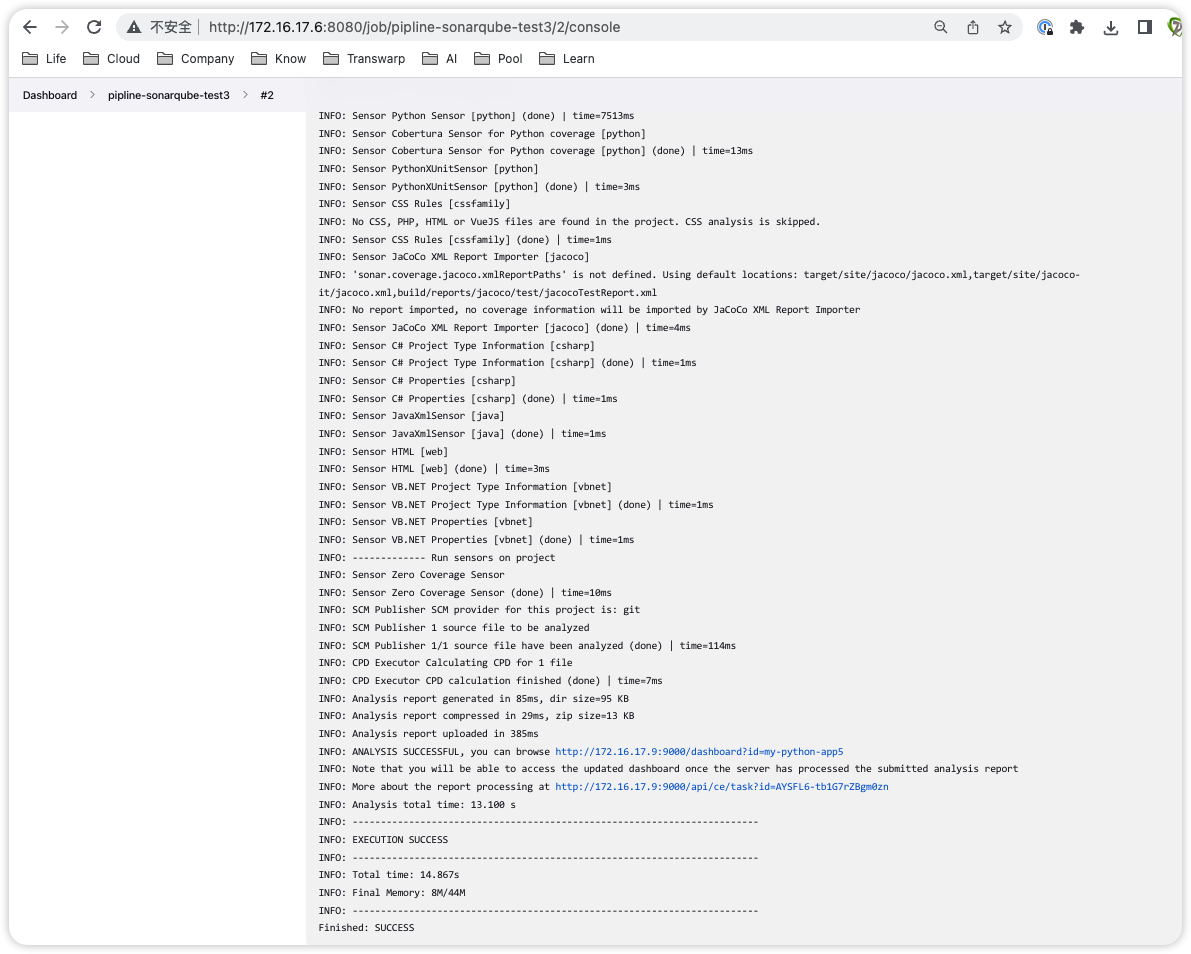 不安全 http://172.16.17.6:8080/job/pipline-sonarqube-test3/2/console
Life Cloud Company Know Transwarp AI Pool Learn
Dashboard pipline-sonarqube-test3 #2
INFO: Sensor Python Sensor [python] (done) | time=7513ms
INFO: Sensor Cobertura Sensor for Python coverage [python]
INFO: Sensor Cobertura Sensor for Python coverage [python] (done) | time=13ms
INFO: Sensor PythonXUnitSensor [python]
INFO: Sensor PythonXUnitSensor [python] (done) | time=3ms
INFO: Sensor CSS Rules [cssfamily]
INFO: No CSS, PHP, HTML or VueJS files are found in the project. CSS analysis is skipped.
INFO: Sensor CSS Rules [cssfamily] (done) | time=1ms
INFO: Sensor JaCoCo XML Report Importer [jacoco]
INFO: 'sonar.coverage.jacoco.xmlReportPaths' is not defined. Using default locations: target/site/jacoco/jacoco.xml,target/site/jacoco-
it/jacoco.xml,build/reports/jacoco/test/jacocoTestReport.xml
INFO: No report imported, no coverage information will be imported by JaCoCo XML Report Importer
INFO: Sensor JaCoCo XML Report Importer [jacoco] (done) | time=4ms
INFO: Sensor C# Project Type Information [csharp]
INFO: Sensor C# Project Type Information [csharp] (done) | time=1ms
INFO: Sensor C# Properties [csharp]
INFO: Sensor C# Properties [csharp] (done) | time=1ms
INFO: Sensor JavaXmlSensor [java]
INFO: Sensor JavaXmlSensor [java] (done) | time=1ms
INFO: Sensor HTML [web]
INFO: Sensor HTML [web] (done) | time=3ms
INFO: Sensor VB.NET Project Type Information [vbnet]
INFO: Sensor VB.NET Project Type Information [vbnet] (done) | time=1ms
INFO: Sensor VB.NET Properties [vbnet]
INFO: Sensor VB.NET Properties [vbnet] (done) | time=1ms
INFO: ------------- Run sensors on project
INFO: Sensor Zero Coverage Sensor
INFO: Sensor Zero Coverage Sensor (done) | time=10ms
INFO: SCM Publisher SCM provider for this project is: git
INFO: SCM Publisher 1 source file to be analyzed
INFO: SCM Publisher 1/1 source file have been analyzed (done) | time=114ms
INFO: CPD Executor Calculating CPD for 1 file
INFO: CPD Executor CPD calculation finished (done) | time=7ms
INFO: Analysis report generated in 85ms, dir size=95 KB
INFO: Analysis report compressed in 29ms, zip size=13 KB
INFO: Analysis report uploaded in 385ms
INFO: ANALYSIS SUCCESSFUL, you can browse http://172.16.17.9:9000/dashboard?id=my-python-app5
INFO: Note that you will be able to access the updated dashboard once the server has processed the submitted analysis report
INFO: More about the report processing at http://172.16.17.9:9000/api/ce/task?id=AYSFL6-tb1G7rZBgm0zn
INFO: Analysis total time: 13.100 s
INFO: ------------------------------------------------------------------------
INFO: EXECUTION SUCCESS
INFO: ------------------------------------------------------------------------
INFO: Total time: 14.867s
INFO: Final Memory: 8M/44M
INFO: ------------------------------------------------------------------------
Finished: SUCCESS